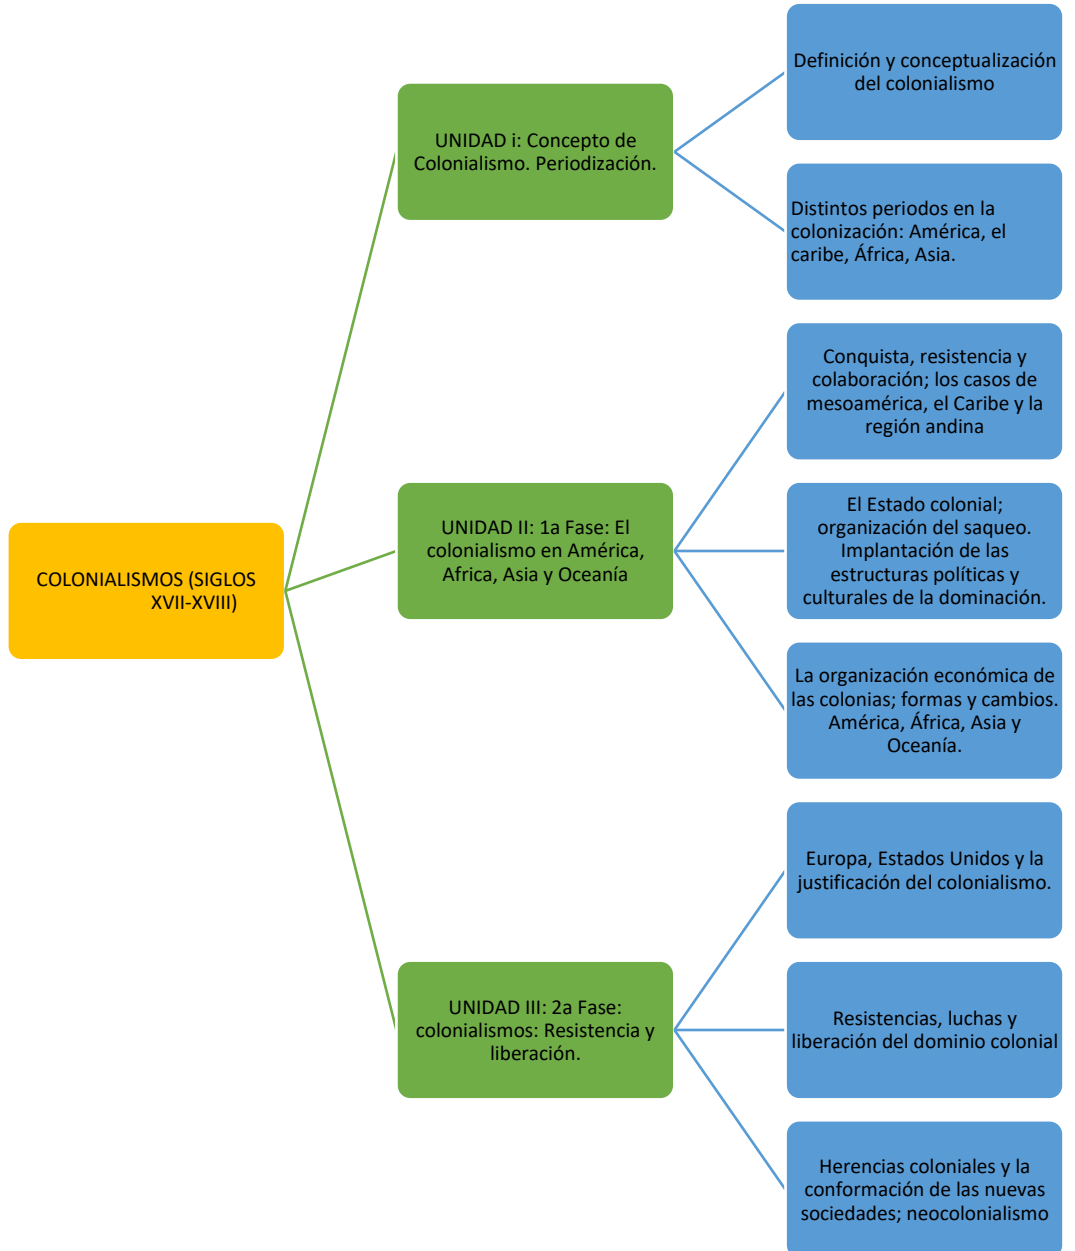 COLONIALISMOS (SIGLOS
XVII-XVIII)
UNIDAD i: Concepto de
Colonialismo. Periodización.
Definición y conceptualización
del colonialismo
Distintos periodos en la
colonización: América, el
caribe, África, Asia.
UNIDAD II: 1a Fase: El
colonialismo en América,
Africa, Asia y Oceanía
Conquista, resistencia y
colaboración; los casos de
mesoamérica, el Caribe y la
región andina
El Estado colonial;
organización del saqueo.
Implantación de las
estructuras políticas y
culturales de la dominación.
La organización económica de
las colonias; formas y cambios.
América, África, Asia y
Oceanía.
UNIDAD III: 2a Fase:
colonialismos: Resistencia y
liberación.
Europa, Estados Unidos y la
justificación del colonialismo.
Resistencias, luchas y
liberación del dominio colonial
Herencias coloniales y la
conformación de las nuevas
sociedades; neocolonialismo